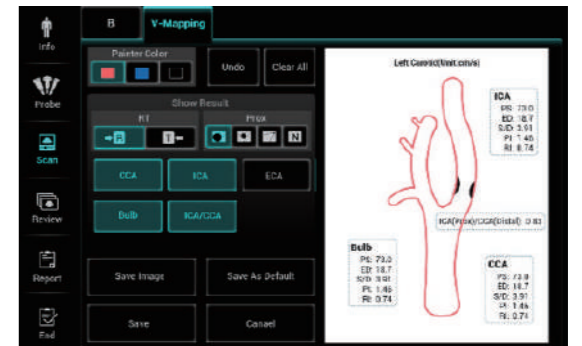 B
V-Mapping
Info
Probe
Scan
Review
Report
End
Painter Color
Undo
Clear All
Show Result
CCA
ICA
ECA
Bulb
ICA/CCA
Save Image
Save As Default
Save
Cancel
Left Carotid(Unit:cm/s)
ICA
PS: 73.0
ED: 18.7
S/D: 3.91
PI: 1.46
RI: 0.74
ICA(Prox)/CCA(Distal)
Bulb
PS: 73.0
ED: 18.7
S/D: 3.91
PI: 1.46
RI: 0.74
CCA
PS: 73.0
ED: 18.7
S/D: 3.91
PI: 1.46
RI: 0.74